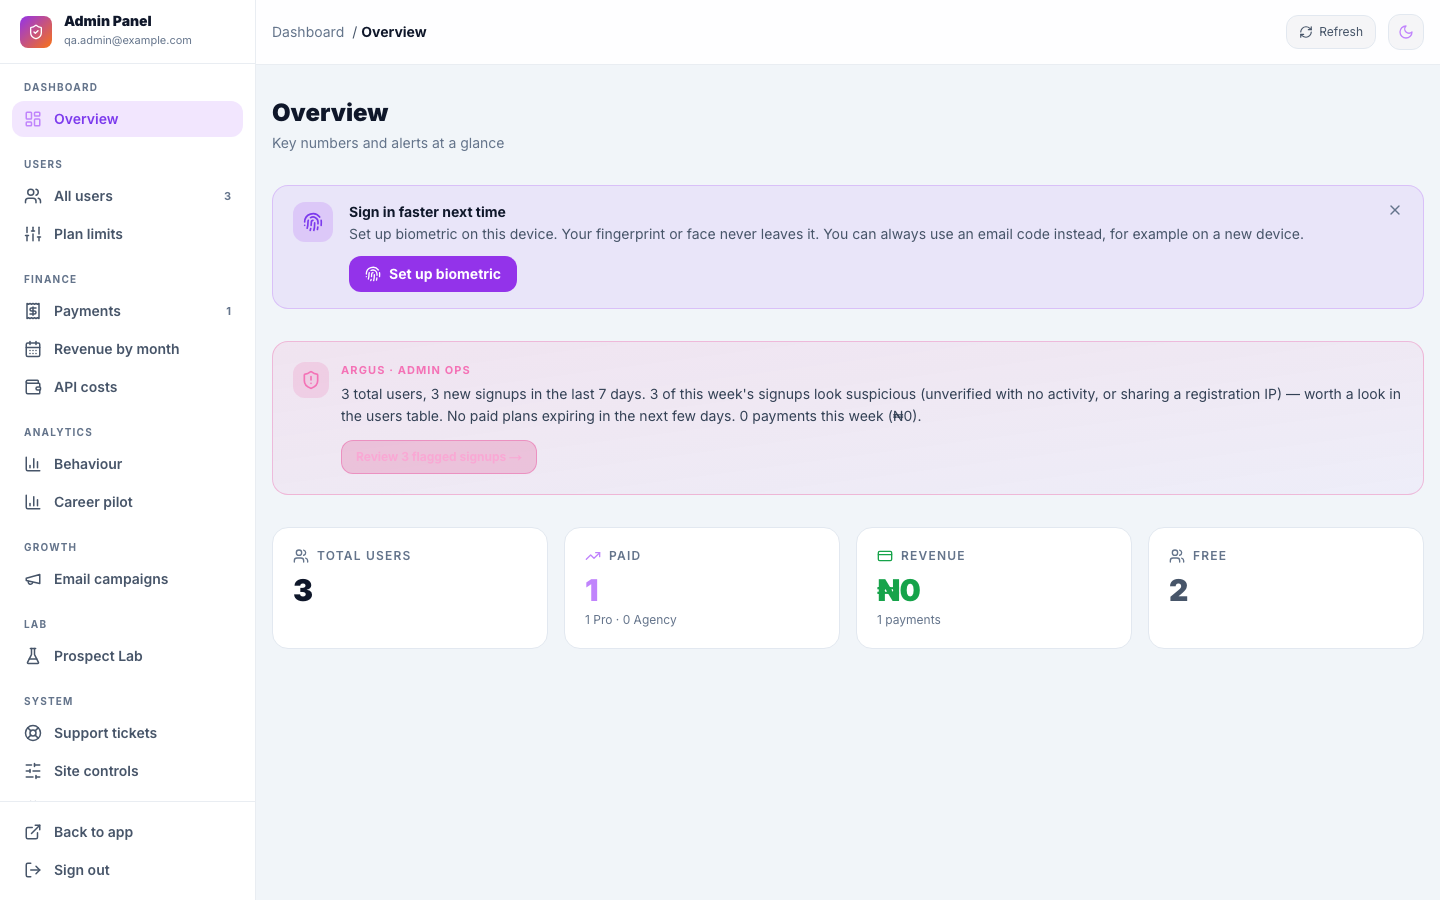 Admin Panel
qa.admin@example.com
DASHBOARD
Overview
USERS
All users 3
Plan limits
FINANCE
Payments 1
Revenue by month
API costs
ANALYTICS
Behaviour
Career pilot
GROWTH
Email campaigns
LAB
Prospect Lab
SYSTEM
Support tickets
Site controls
Back to app
Sign out
Dashboard / Overview
Refresh
Overview
Key numbers and alerts at a glance
Sign in faster next time
Set up biometric on this device. Your fingerprint or face never leaves it. You can always use an email code instead, for example on a new device.
Set up biometric
ARGUS · ADMIN OPS
3 total users, 3 new signups in the last 7 days. 3 of this week's signups look suspicious (unverified with no activity, or sharing a registration IP) — worth a look in
the users table. No paid plans expiring in the next few days. 0 payments this week (₦0).
Review 3 flagged signups →
TOTAL USERS
3
PAID
1
1 Pro · 0 Agency
REVENUE
₦0
1 payments
FREE
2